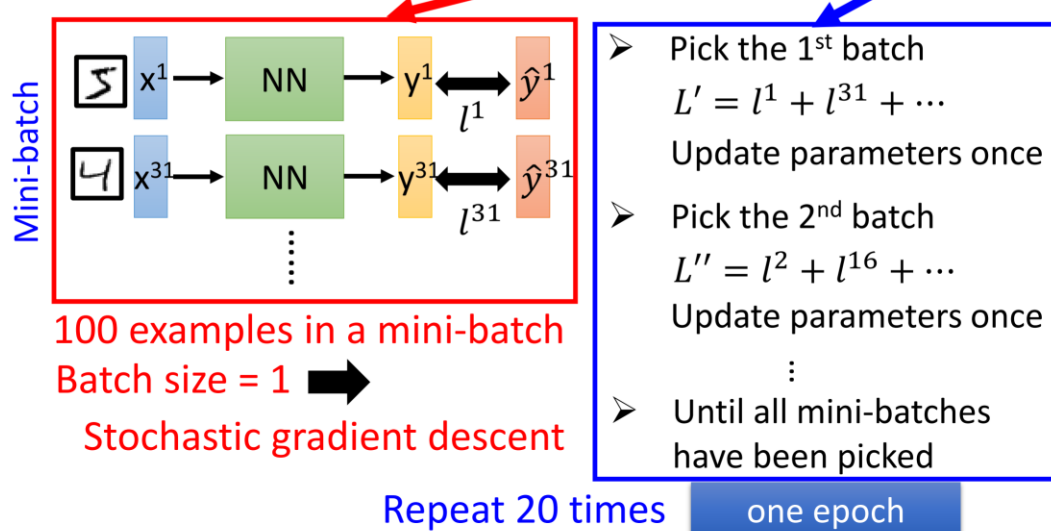 Mini-batch
5 x¹ NN y¹ ŷ¹
l¹
4 x³¹ NN y³¹ ŷ³¹
l³¹
......
100 examples in a mini-batch
Batch size = 1
Stochastic gradient descent
➢ Pick the 1st batch
L′ = l¹ + l³¹ + ⋯
Update parameters once
➢ Pick the 2nd batch
L′′ = l² + l¹⁶ + ⋯
Update parameters once
⋮
➢ Until all mini-batches
have been picked
Repeat 20 times one epoch